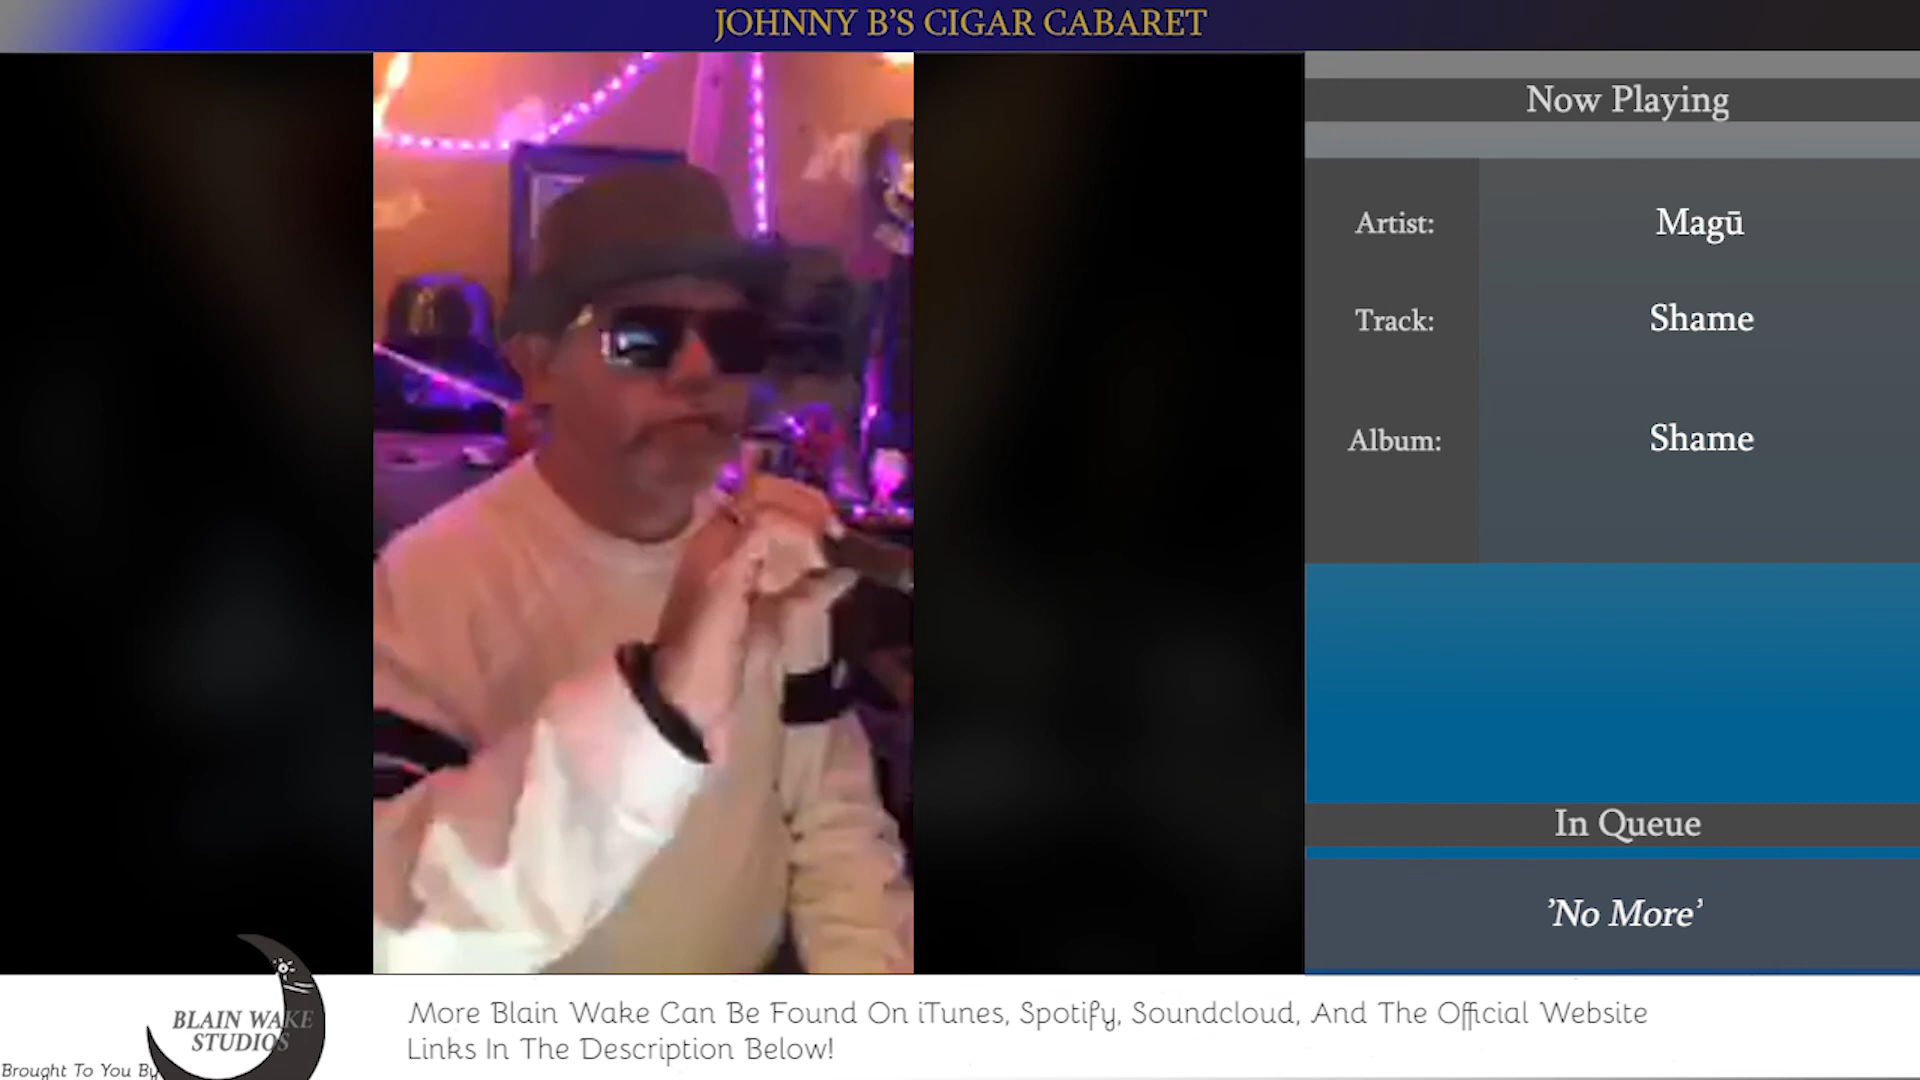 JOHNNY B'S CIGAR CABARET
Now Playing
Artist:
Magū
Track:
Shame
Album:
Shame
In Queue
'No More'
BLAIN WAKE
STUDIOS
Brought To You By
More Blain Wake Can Be Found On iTunes, Spotify, Soundcloud, And The Official Website
Links In The Description Below!